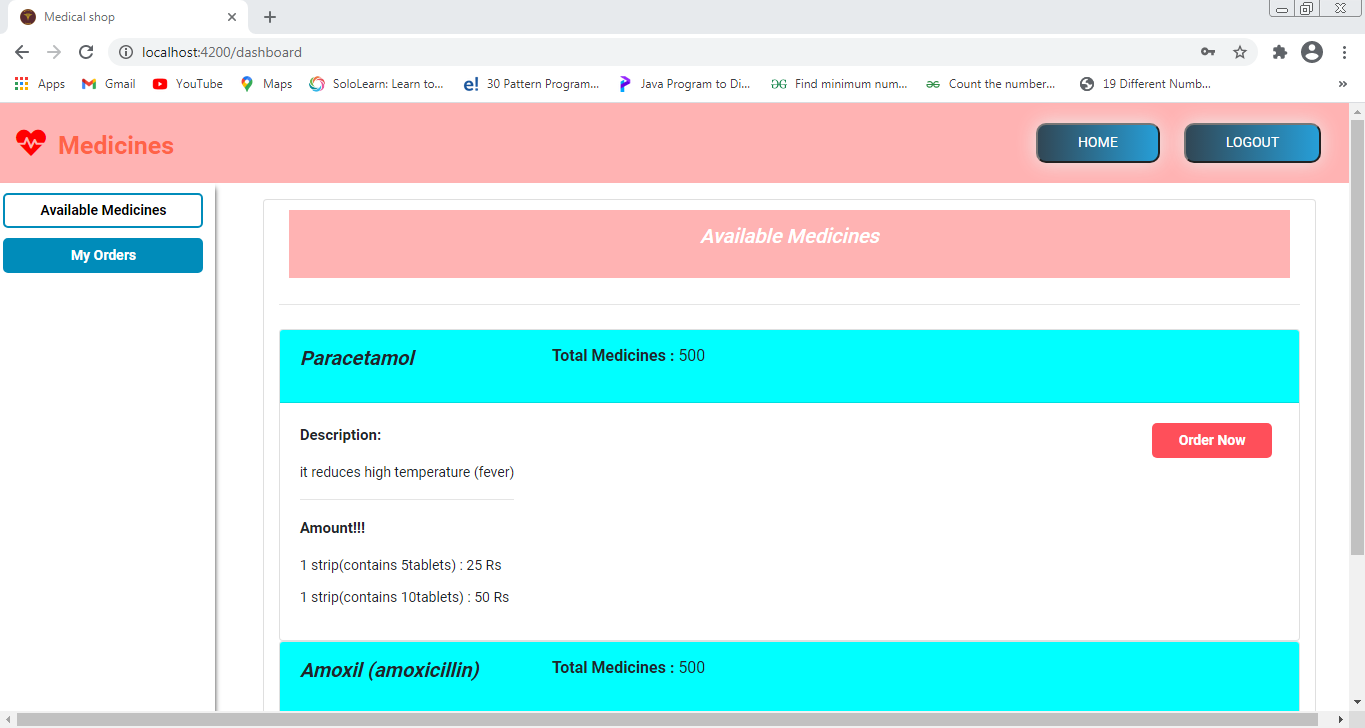 Medical shop
localhost:4200/dashboard
Apps Gmail YouTube Maps SoloLearn: Learn to... e! 30 Pattern Program... Java Program to Di... Find minimum num... Count the number... 19 Different Numb... »
Medicines HOME LOGOUT
Available Medicines
My Orders
Available Medicines
Paracetamol Total Medicines : 500
Description: Order Now
it reduces high temperature (fever)
Amount!!!
1 strip(contains 5tablets) : 25 Rs
1 strip(contains 10tablets) : 50 Rs
Amoxil (amoxicillin) Total Medicines : 500